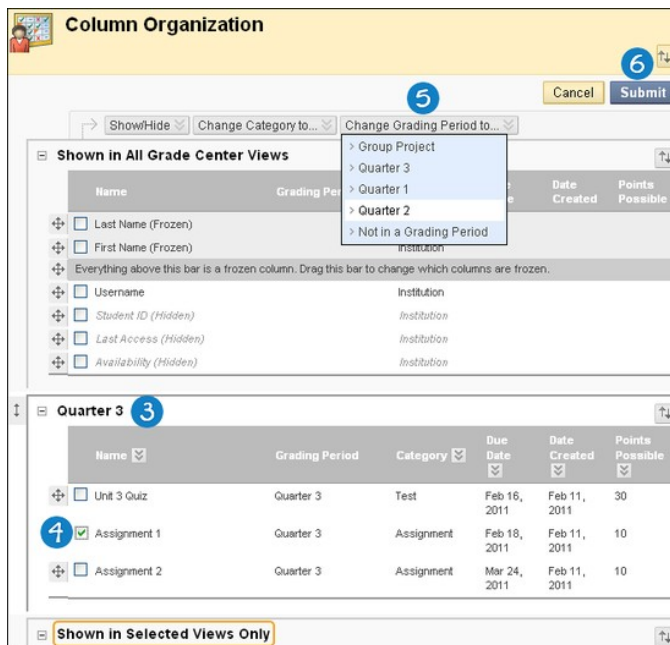 Column Organization
6
Cancel Submit
5
Show/Hide Change Category to... Change Grading Period to...
Shown in All Grade Center Views
> Group Project
> Quarter 3
> Quarter 1
> Quarter 2
> Not in a Grading Period
Name Grading Date Created Points Possible
Last Name (Frozen)
First Name (Frozen) Institution
Everything above this bar is a frozen column. Drag this bar to change which columns are frozen.
Username Institution
Student ID (Hidden) Institution
Last Access (Hidden) Institution
Availability (Hidden) Institution
Quarter 3 3
Name Grading Period Category Due Date Date Created Points Possible
Unit 3 Quiz Quarter 3 Test Feb 16, 2011 Feb 11, 2011 30
4 Assignment 1 Quarter 3 Assignment Feb 18, 2011 Feb 11, 2011 10
Assignment 2 Quarter 3 Assignment Mar 24, 2011 Feb 11, 2011 10
Shown in Selected Views Only